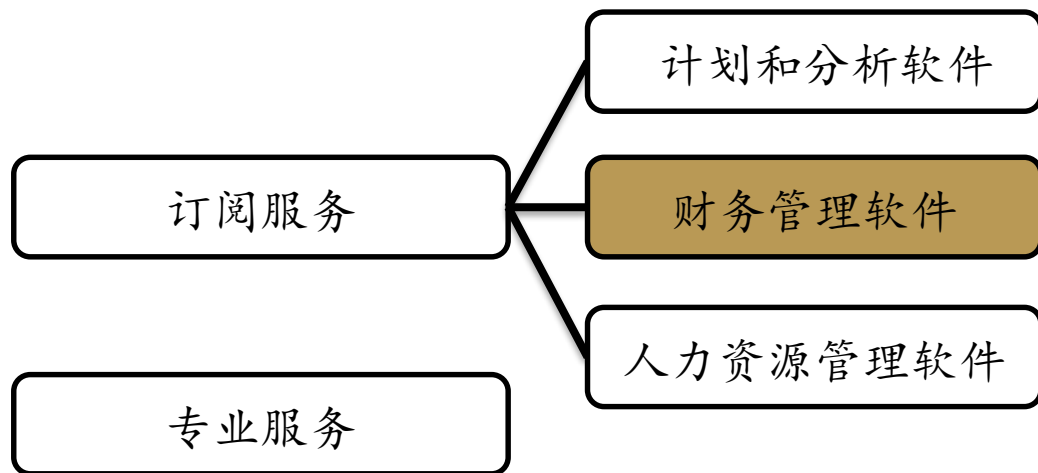 计划和分析软件
订阅服务
财务管理软件
人力资源管理软件
专业服务